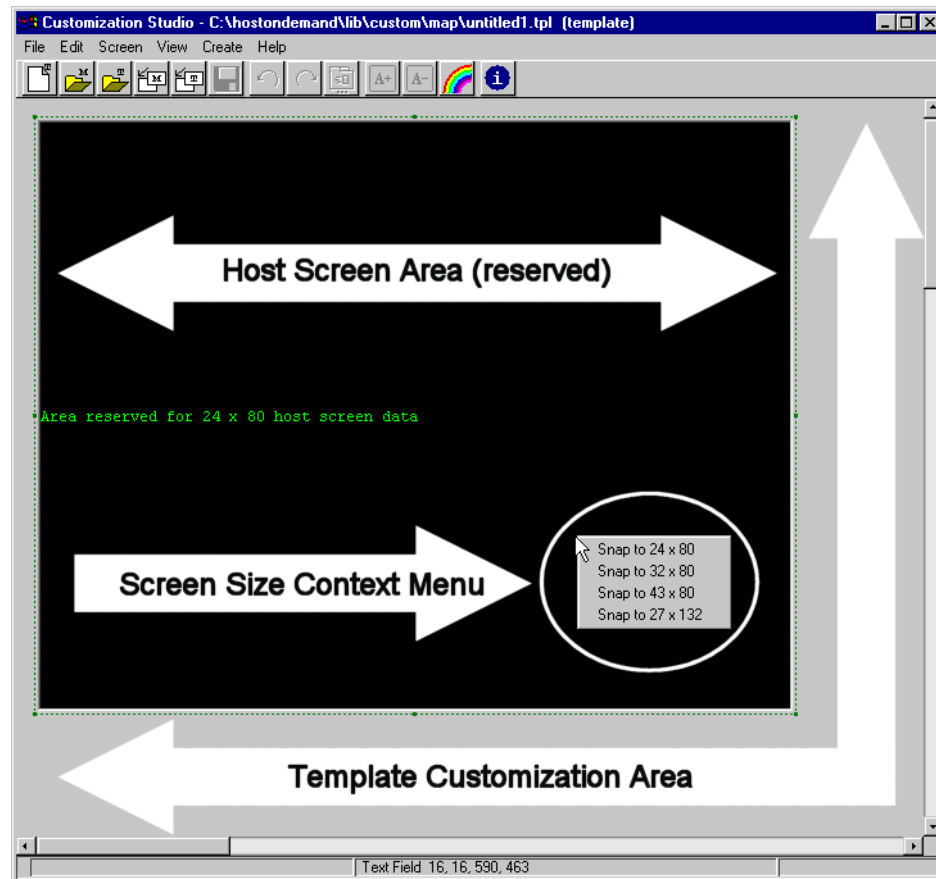 Customization Studio - C:\hostondemand\lib\custom\map\untitled1.tpl (template)
File Edit Screen View Create Help
T M T M T A+ A- i
Host Screen Area (reserved)
Area reserved for 24 x 80 host screen data
Snap to 24 x 80
Snap to 32 x 80
Screen Size Context Menu
Snap to 43 x 80
Snap to 27 x 132
Template Customization Area
Text Field 16, 16, 590, 463